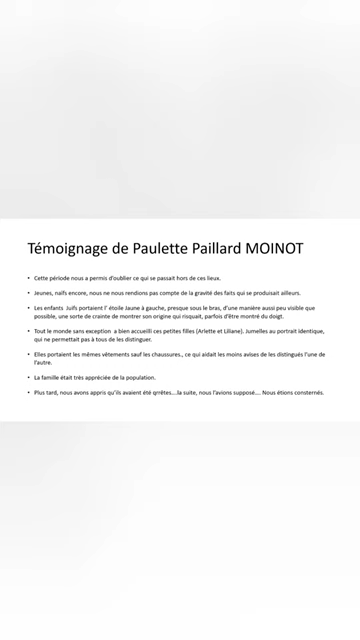 Témoignage de Paulette Paillard MOINOT
• Cette période nous a permis d'oublier ce qui se passait hors de ces lieux.
• Jeunes, naïfs encore, nous ne nous rendions pas compte de la gravité des faits qui se produisait ailleurs.
• Les enfants Juifs portaient l' étoile Jaune à gauche, presque sous le bras, d'une manière aussi peu visible que
possible, une sorte de crainte de montrer son origine qui risquait, parfois d'être montré du doigt.
• Tout le monde sans exception a bien accueilli ces petites filles (Arlette et Liliane). Jumelles au portrait identique,
qui ne permettait pas à tous de les distinguer.
• Elles portaient les mêmes vêtements sauf les chaussures., ce qui aidait les moins avises de les distingués l'une de
l'autre.
• La famille était très appréciée de la population.
• Plus tard, nous avons appris qu'ils avaient été qrrêtes....la suite, nous l'avions supposé.... Nous étions consternés.